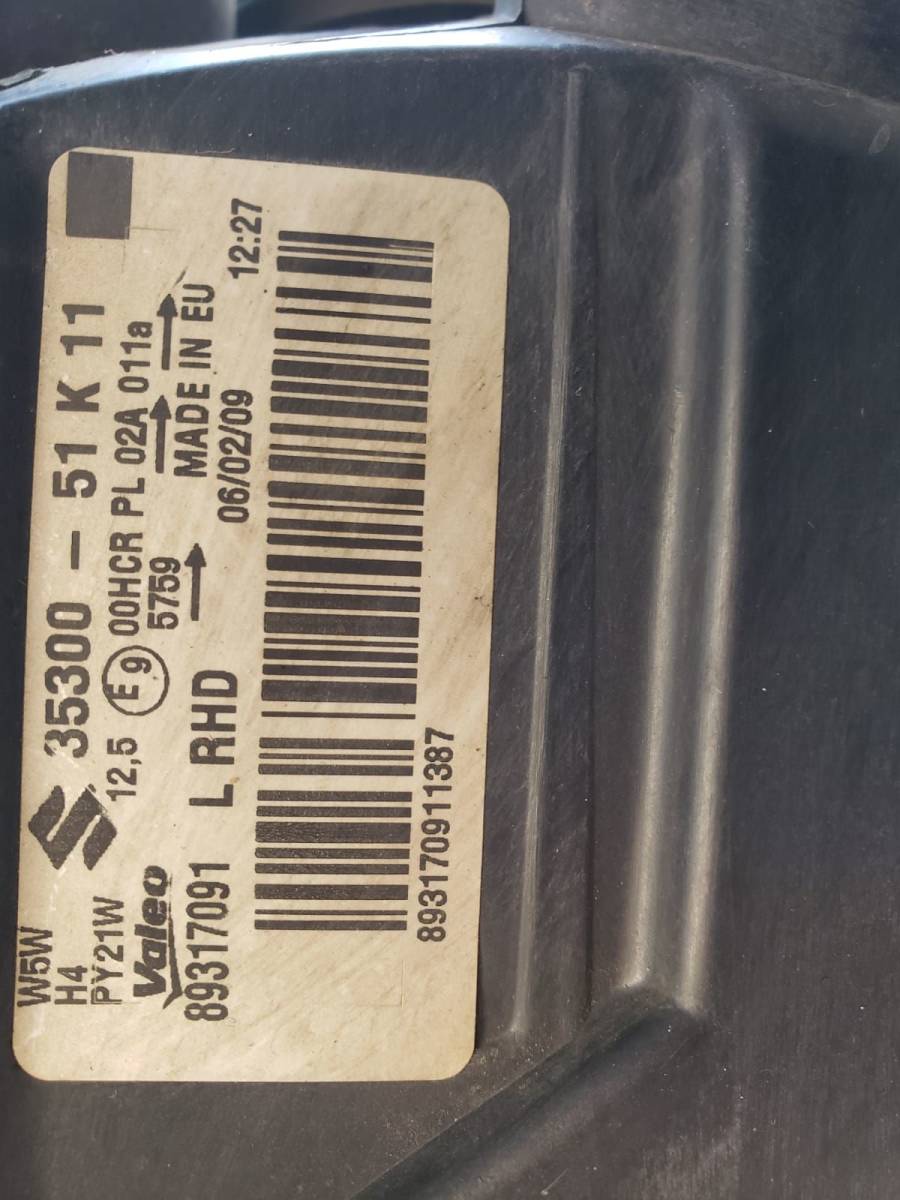 W5W
H4
PY21W
35300 - 51 K 11
12,5 E 9 00HCR PL 02A 011a
5759
Valeo
MADE IN EU
89317091 L RHD
06/02/09 12:27
893170911387